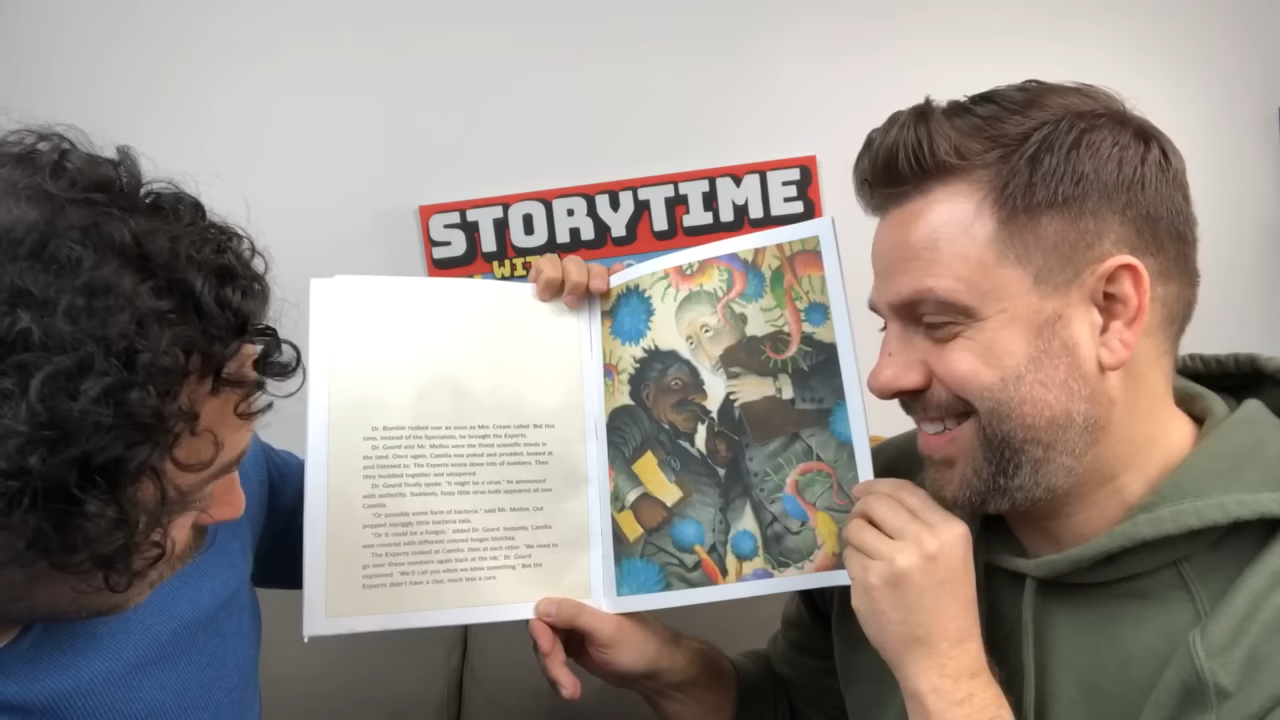 STORYTIME
WIT
Dr. Bumble rushed over as soon as Mrs. Cream called. But this
time, instead of the Specialists, he brought the Experts.
Dr. Gourd and Mr. Mellon were the finest scientific minds in
the land. Once again, Camilla was poked and prodded, looked at
and listened to. The Experts wrote down lots of numbers. Then
they huddled together and whispered.
Dr. Gourd finally spoke. "It might be a virus," he announced
with authority. Suddenly, fuzzy little virus balls appeared all over
Camilla.
"Or possibly some form of bacteria," said Mr. Mellon. Out
popped squiggly little bacteria tails.
"Or it could be a fungus," added Dr. Gourd. Instantly, Camilla
was covered with different colored fungus blotches.
The Experts looked at Camilla, then at each other. "We need to
go over these numbers again back at the lab," Dr. Gourd
explained. "We'll call you when we know something." But the
Experts didn't have a clue, much less a cure.